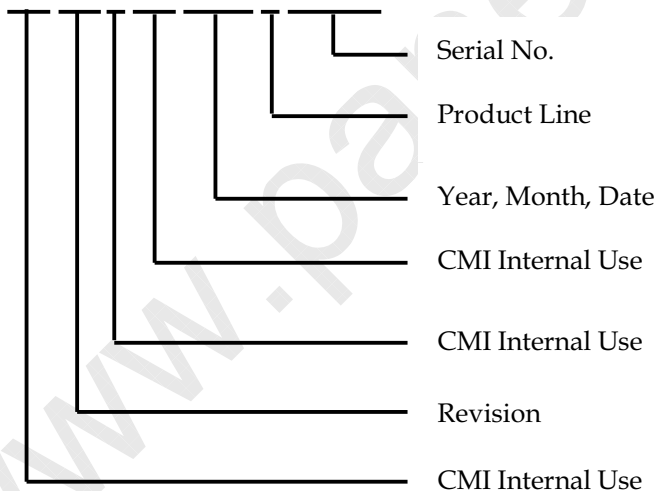 Serial No.
Product Line
Year, Month, Date
CMI Internal Use
CMI Internal Use
Revision
CMI Internal Use